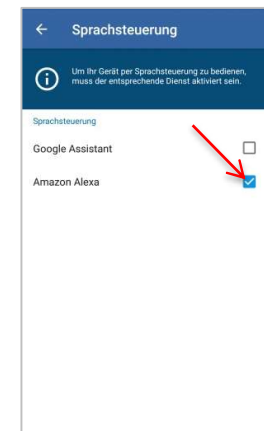 Sprachsteuerung
Um Ihr Gerät per Sprachsteuerung zu bedienen,
muss der entsprechende Dienst aktiviert sein.
Sprachsteuerung
Google Assistant
Amazon Alexa